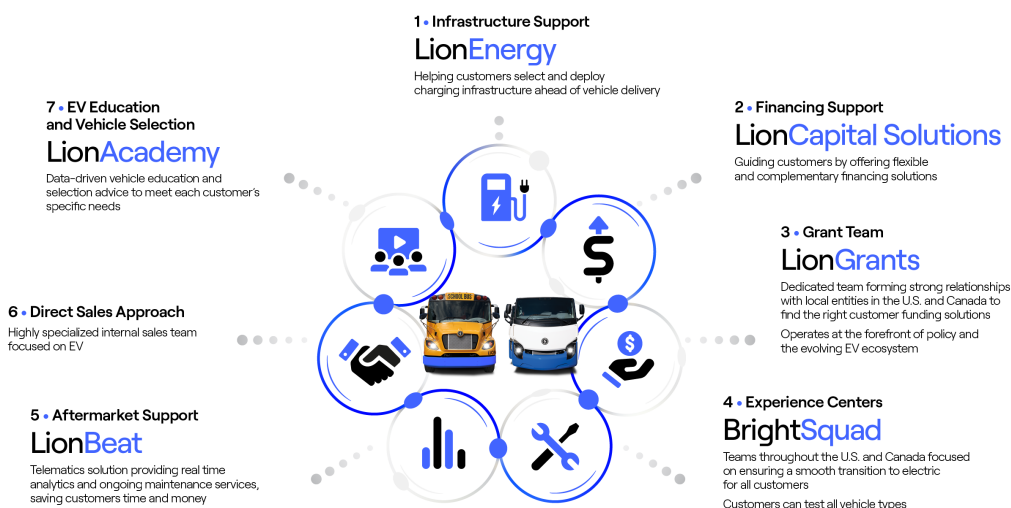 1 • Infrastructure Support
LionEnergy
Helping customers select and deploy
charging infrastructure ahead of vehicle delivery
2 • Financing Support
LionCapital Solutions
Guiding customers by offering flexible
and complementary financing solutions
3 • Grant Team
LionGrants
Dedicated team forming strong relationships
with local entities in the U.S. and Canada to
find the right customer funding solutions
Operates at the forefront of policy and
the evolving EV ecosystem
4 • Experience Centers
BrightSquad
Teams throughout the U.S. and Canada focused
on ensuring a smooth transition to electric
for all customers
Customers can test all vehicle types
5 • Aftermarket Support
LionBeat
Telematics solution providing real time
analytics and ongoing maintenance services,
saving customers time and money
6 • Direct Sales Approach
Highly specialized internal sales team
focused on EV
7 • EV Education
and Vehicle Selection
LionAcademy
Data-driven vehicle education and
selection advice to meet each customer's
specific needs
$
$
SCHOOL BUS